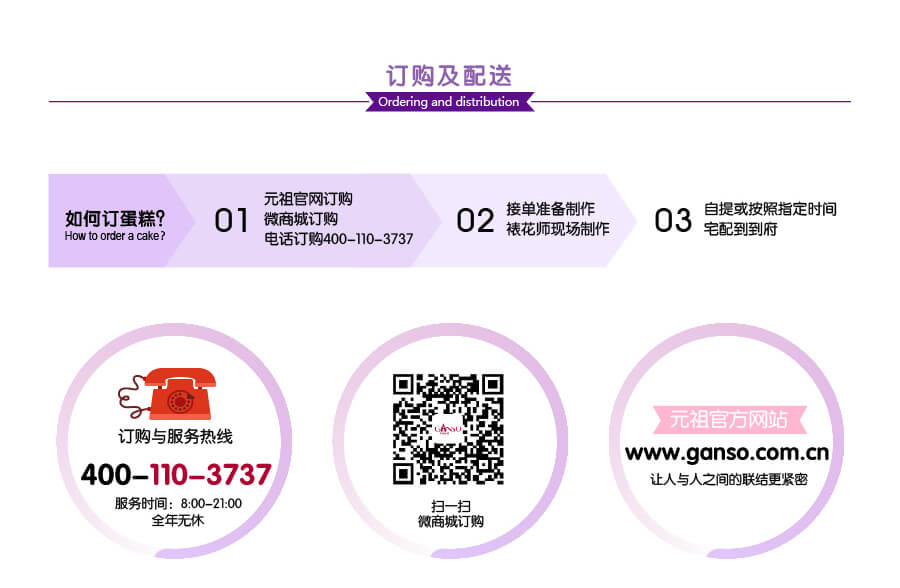 订购及配送
Ordering and distribution
如何订蛋糕?
How to order a cake?
01
元祖官网订购
微商城订购
电话订购400-110-3737
02
接单准备制作
裱花师现场制作
03
自提或按照指定时间
宅配到到府
订购与服务热线
400-110-3737
服务时间：8:00-21:00
全年无休
GANSO
扫一扫
微商城订购
元祖官方网站
www.ganso.com.cn
让人与人之间的联结更紧密